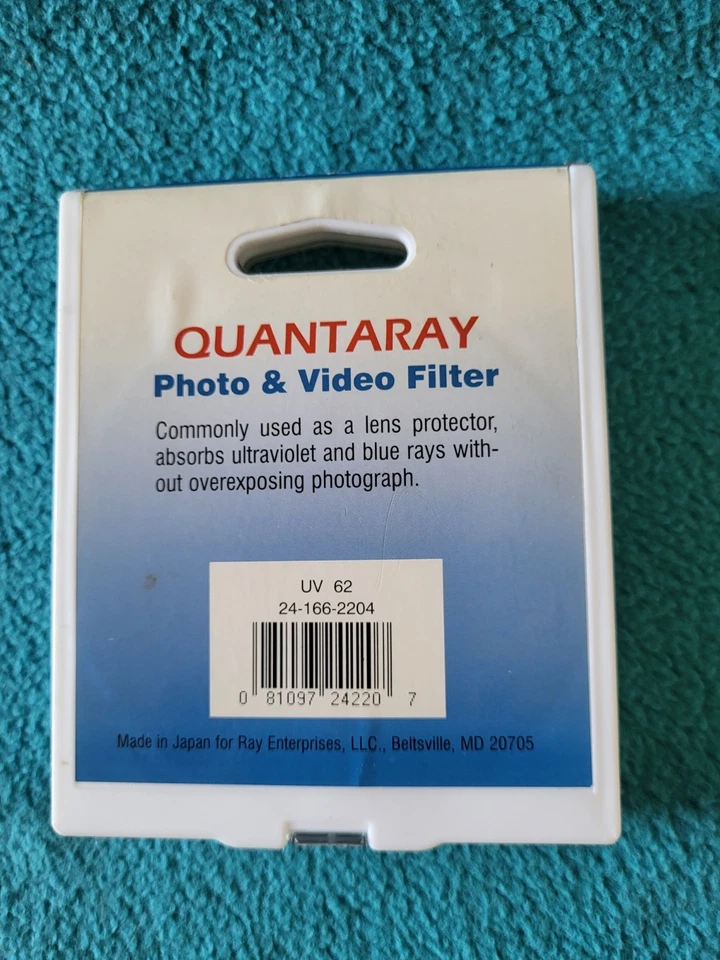 QUANTARAY
Photo & Video Filter
Commonly used as a lens protector,
absorbs ultraviolet and blue rays with-
out overexposing photograph.
UV 62
24-166-2204
0 81097 24220 7
Made in Japan for Ray Enterprises, LLC., Beltsville, MD 20705